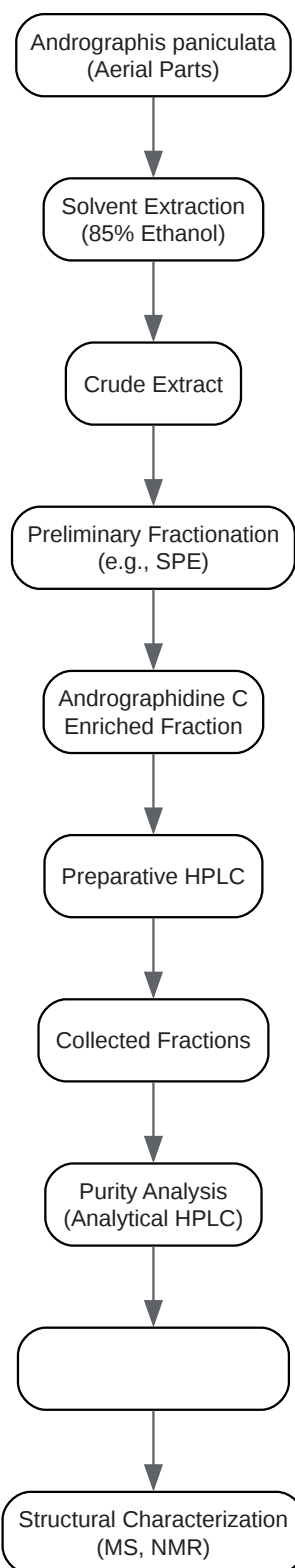 Andrographis paniculata
(Aerial Parts)
Solvent Extraction
(85% Ethanol)
Crude Extract
Preliminary Fractionation
(e.g., SPE)
Andrographidine C
Enriched Fraction
Preparative HPLC
Collected Fractions
Purity Analysis
(Analytical HPLC)
Structural Characterization
(MS, NMR)